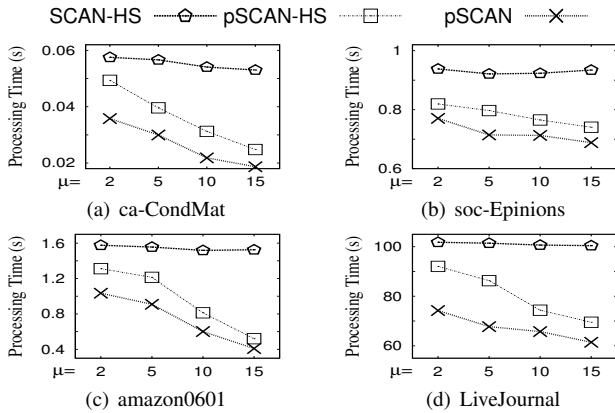 SCAN-HS pSCAN-HS pSCAN
Processing Time (s)
0.06
0.04
0.02
μ= 2 5 10 15
(a) ca-CondMat
Processing Time (s)
1
0.8
0.6
μ= 2 5 10 15
(b) soc-Epinions
Processing Time (s)
1.6
1.2
0.8
0.4
μ= 2 5 10 15
(c) amazon0601
Processing Time (s)
100
80
60
μ= 2 5 10 15
(d) LiveJournal